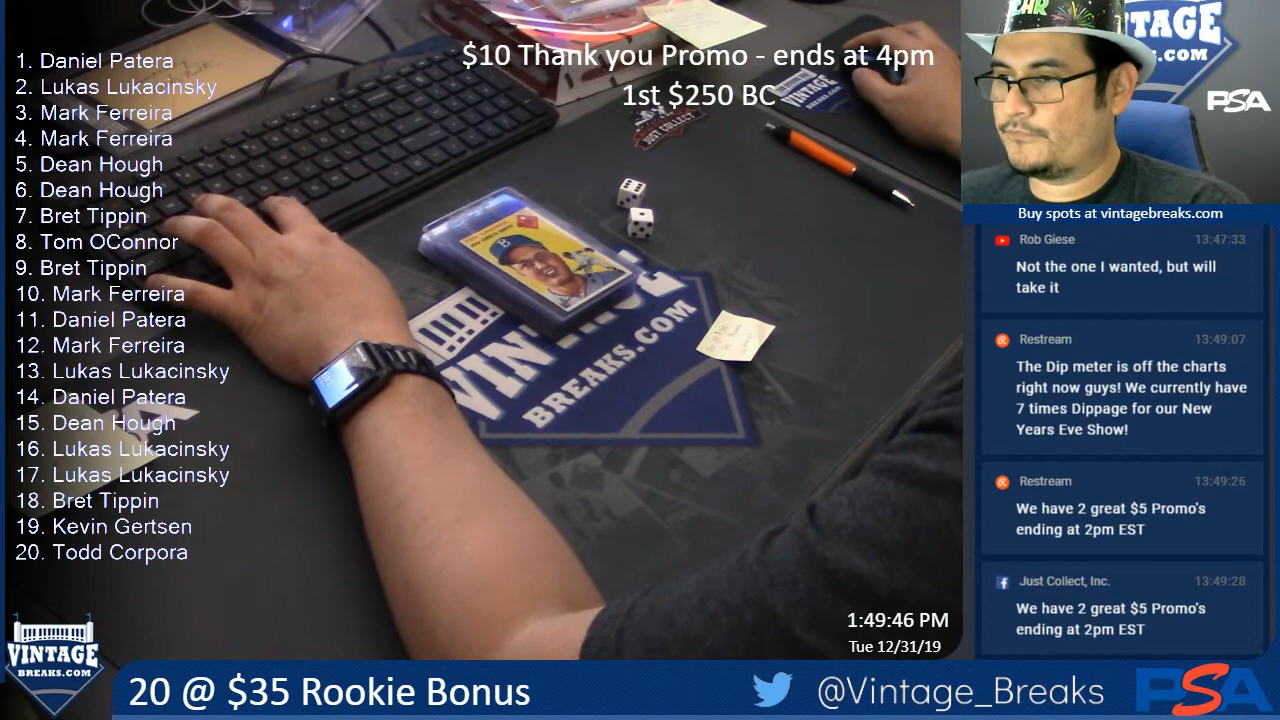 1. Daniel Patera
2. Lukas Lukacinsky
3. Mark Ferreira
4. Mark Ferreira
5. Dean Hough
6. Dean Hough
7. Bret Tippin
8. Tom OConnor
9. Bret Tippin
10. Mark Ferreira
11. Daniel Patera
12. Mark Ferreira
13. Lukas Lukacinsky
14. Daniel Patera
15. Dean Hough
16. Lukas Lukacinsky
17. Lukas Lukacinsky
18. Bret Tippin
19. Kevin Gertsen
20. Todd Corpora
$10 Thank you Promo - ends at 4pm
1st $250 BC
VINTAGE
BREAKS.COM
JUST COLLECT
B
VINTAGE
BREAKS.COM
1:49:46 PM
Tue 12/31/19
VINTAGE
KS.COM
PSA
Buy spots at vintagebreaks.com
Rob Giese 13:47:33
Not the one I wanted, but will
take it
Restream 13:49:07
The Dip meter is off the charts
right now guys! We currently have
7 times Dippage for our New
Years Eve Show!
Restream 13:49:26
We have 2 great $5 Promo's
ending at 2pm EST
Just Collect, Inc. 13:49:28
We have 2 great $5 Promo's
ending at 2pm EST
VINTAGE
BREAKS.COM
20 @ $35 Rookie Bonus
@Vintage_Breaks
PSA